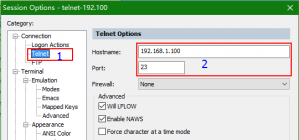 Session Options - telnet-192.100
Category:
Connection
Logon Actions
Telnet
1
FTP
Terminal
Emulation
Modes
Emacs
Mapped Keys
Advanced
Appearance
ANSI Color
Telnet Options
Hostname:
192.168.1.100
Port:
23
2
Firewall:
None
Advanced
Will LFLOW
Enable NAWS
Force character at a time mode